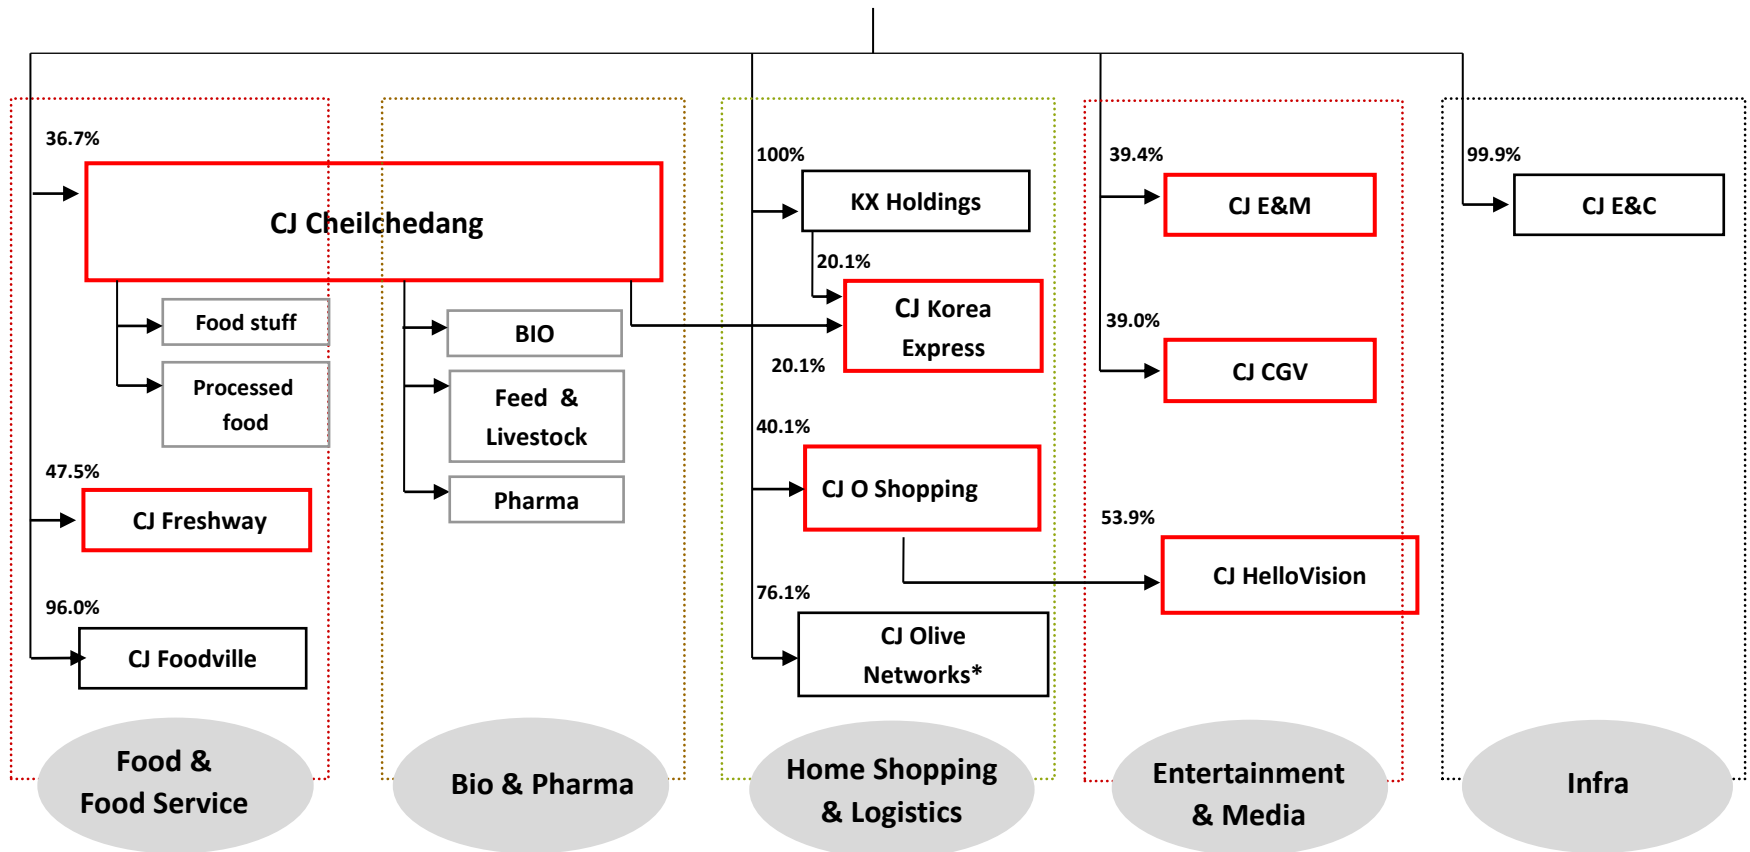 36.7%
CJ Cheilchedang
Food stuff
Processed
food
47.5%
CJ Freshway
96.0%
CJ Foodville
Food &
Food Service
BIO
Feed &
Livestock
Pharma
Bio & Pharma
100%
KX Holdings
20.1%
CJ Korea
Express
20.1%
40.1%
CJ O Shopping
76.1%
CJ Olive
Networks*
Home Shopping
& Logistics
39.4%
CJ E&M
39.0%
CJ CGV
53.9%
CJ HelloVision
Entertainment
& Media
99.9%
CJ E&C
Infra